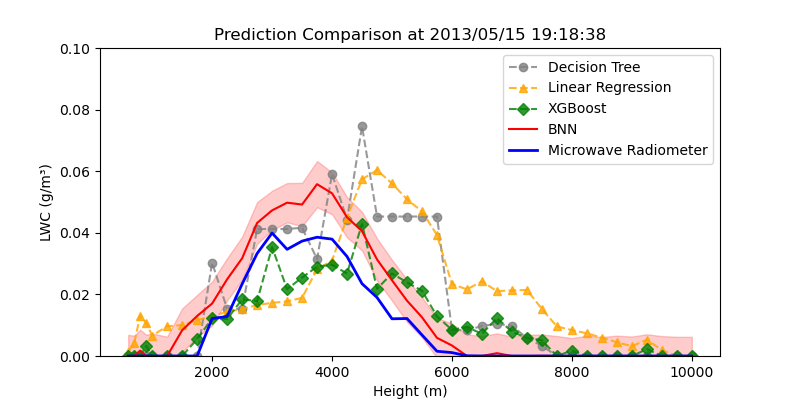 Prediction Comparison at 2013/05/15 19:18:38
0.10
0.08
0.06
0.04
0.02
0.00
LWC (g/m³)
Decision Tree
Linear Regression
XGBoost
BNN
Microwave Radiometer
2000 4000 6000 8000 10000
Height (m)